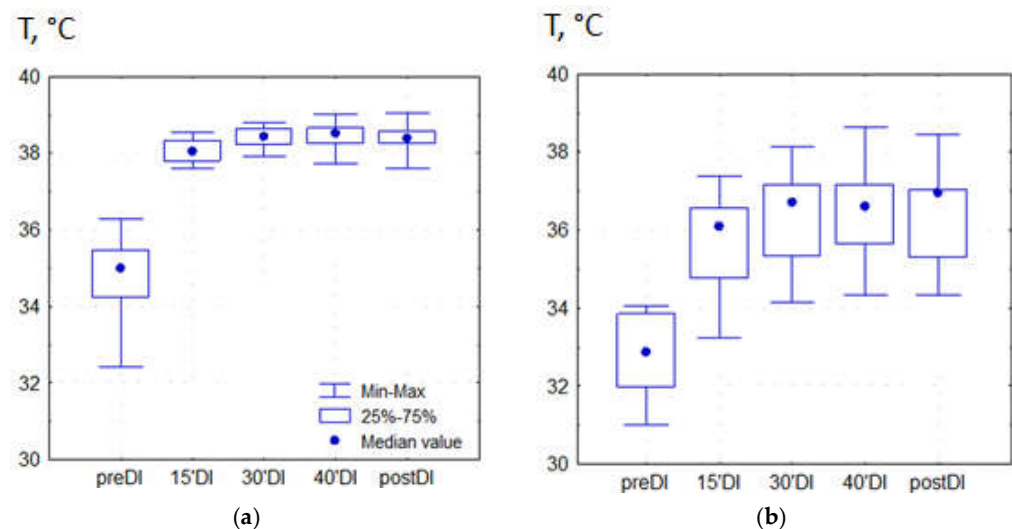 T, °C
40
38
36
34
32
30
preDI 15'DI 30'DI 40'DI postDI
Min-Max
25%-75%
Median value
(a)
T, °C
40
38
36
34
32
30
preDI 15'DI 30'DI 40'DI postDI
(b)